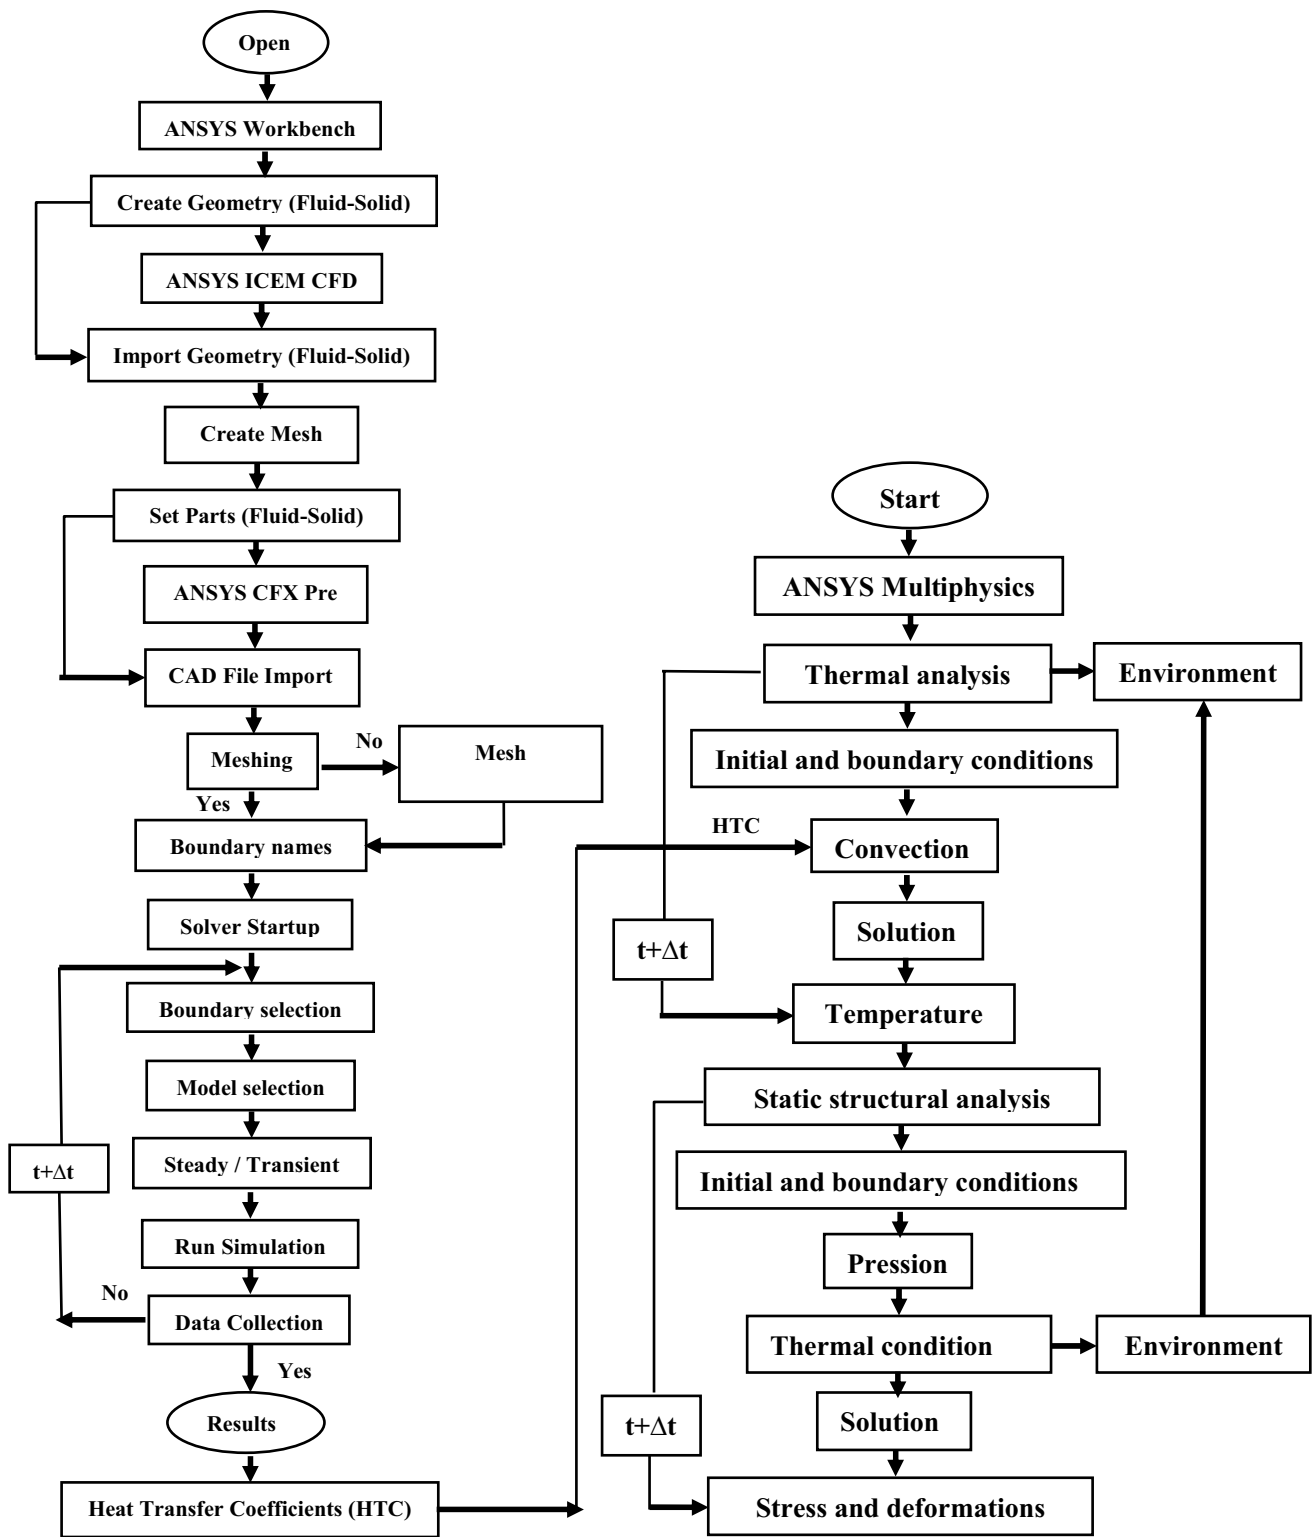 Open
ANSYS Workbench
Create Geometry (Fluid-Solid)
ANSYS ICEM CFD
Import Geometry (Fluid-Solid)
Create Mesh
Set Parts (Fluid-Solid)
ANSYS CFX Pre
CAD File Import
Meshing
No
Mesh
Yes
Boundary names
Solver Startup
Boundary selection
Model selection
Steady / Transient
t+Δt
Run Simulation
No
Data Collection
Yes
Results
Heat Transfer Coefficients (HTC)
Start
ANSYS Multiphysics
Thermal analysis
Environment
Initial and boundary conditions
HTC
Convection
Solution
t+Δt
Temperature
Static structural analysis
Initial and boundary conditions
Pression
Thermal condition
Environment
Solution
t+Δt
Stress and deformations